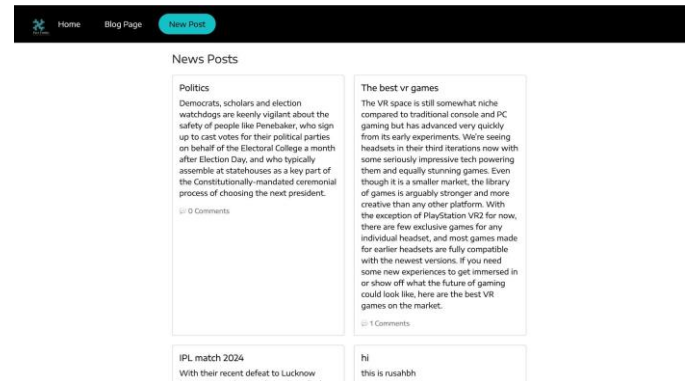 Home
Blog Page
New Post
News Posts
Politics
Democrats, scholars and election
watchdogs are keenly vigilant about the
safety of people like Penebaker, who sign
up to cast votes for their political parties
on behalf of the Electoral College a month
after Election Day, and who typically
assemble at statehouses as a key part of
the Constitutionally-mandated ceremonial
process of choosing the next president.
0 Comments
The best vr games
The VR space is still somewhat niche
compared to traditional console and PC
gaming but has advanced very quickly
from its early experiments. We're seeing
headsets in their third iterations now with
some seriously impressive tech powering
them and equally stunning games. Even
though it is a smaller market, the library
of games is arguably stronger and more
creative than any other platform. With
the exception of PlayStation VR2 for now,
there are few exclusive games for any
individual headset, and most games made
for earlier headsets are fully compatible
with the newest versions. If you need
some new experiences to get immersed in
or show off what the future of gaming
could look like, here are the best VR
games on the market.
1 Comments
IPL match 2024
With their recent defeat to Lucknow
hi
this is rusahbh